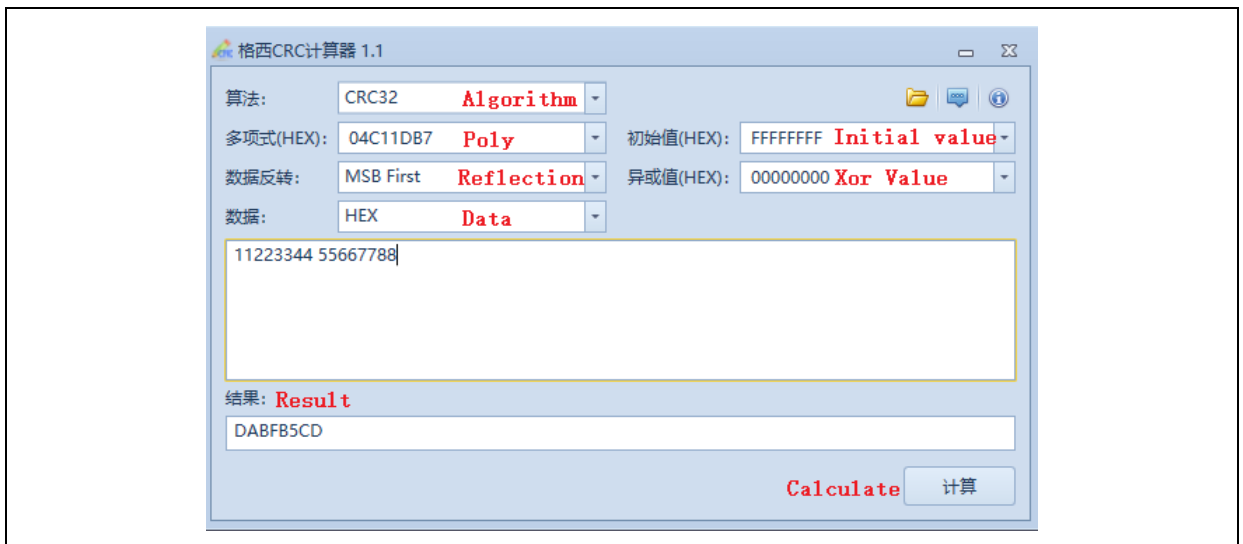 格西CRC计算器 1.1
算法: CRC32 Algorithm
多项式(HEX): 04C11DB7 Poly 初始值(HEX): FFFFFFFF Initial value
数据反转: MSB First Reflection 异或值(HEX): 00000000 Xor Value
数据: HEX Data
11223344 55667788
结果: Result
DABFB5CD
Calculate 计算